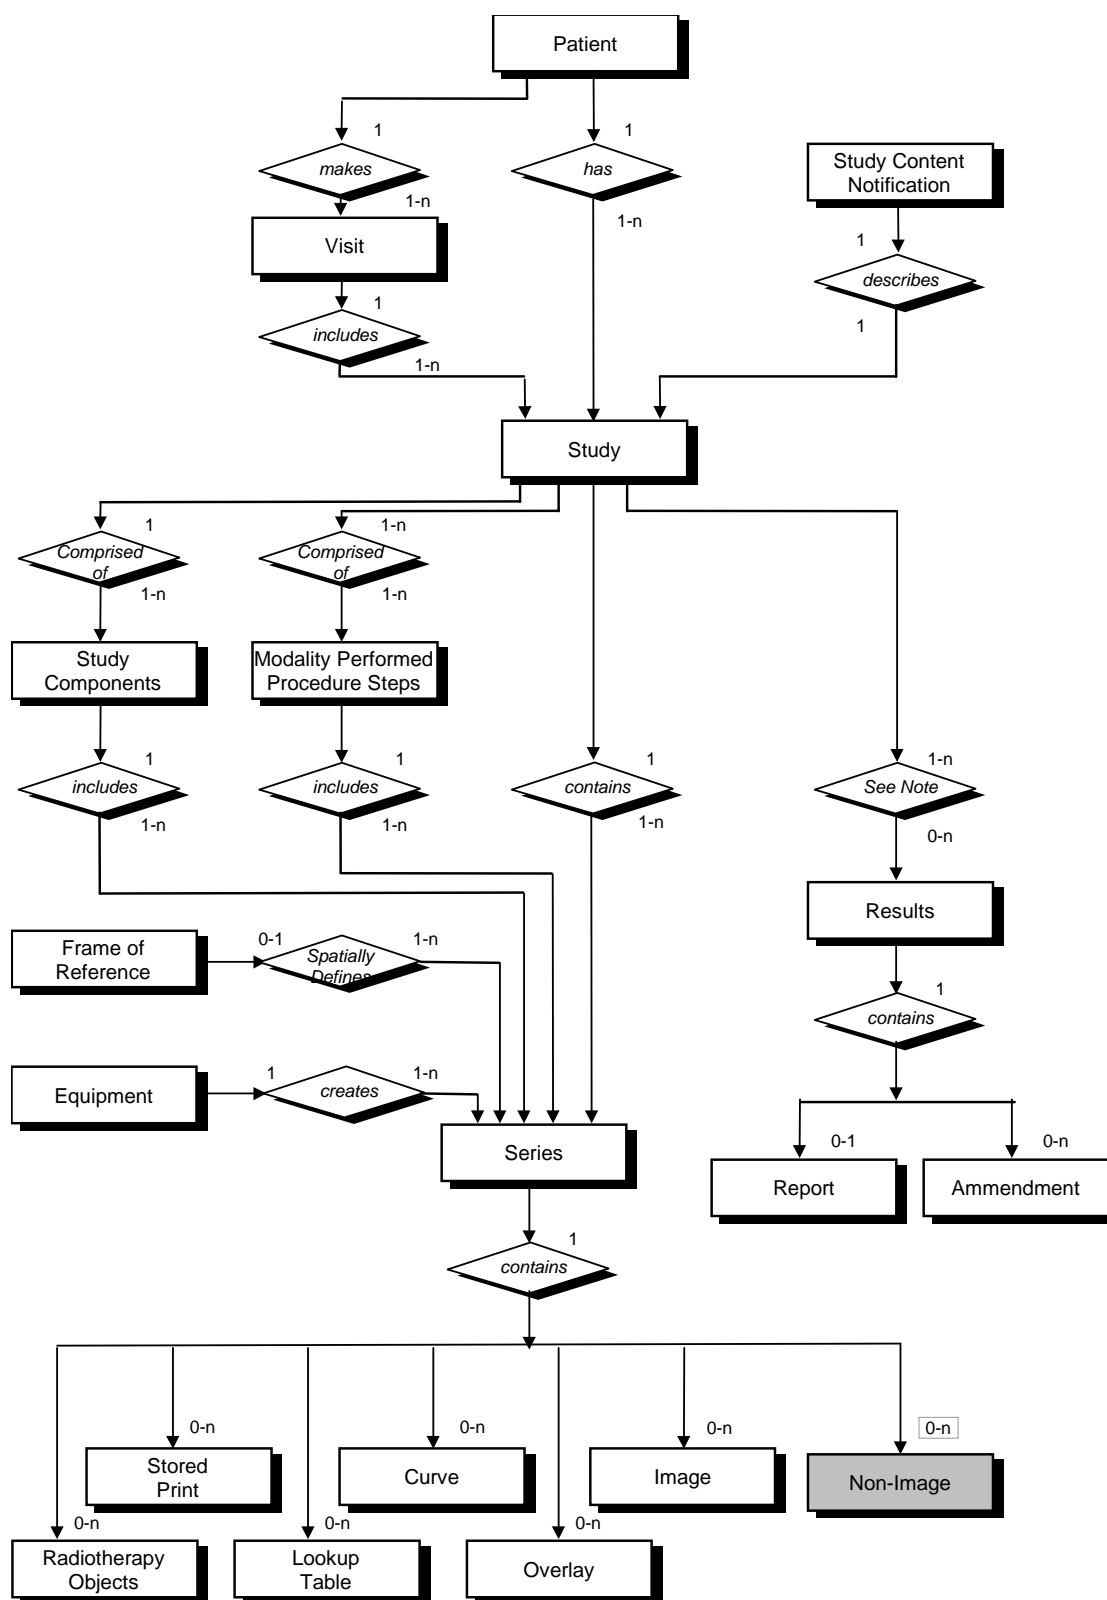 Patient
1
1
makes
has
Study Content
Notification
1-n
1-n
Visit
1
describes
1
includes
1
1-n
Study
1
1-n
Comprised
of
Comprised
of
1-n
1-n
Study
Components
Modality Performed
Procedure Steps
1
1
1
1-n
includes
includes
contains
See Note
1-n
1-n
1-n
0-n
Results
Frame of
Reference
0-1
Spatially
Defines
1-n
1
contains
Equipment
1
creates
1-n
Series
0-1
0-n
Report
Ammendment
1
contains
0-n
0-n
0-n
0-n
Stored
Print
Curve
Image
Non-Image
0-n
0-n
0-n
Radiotherapy
Objects
Lookup
Table
Overlay